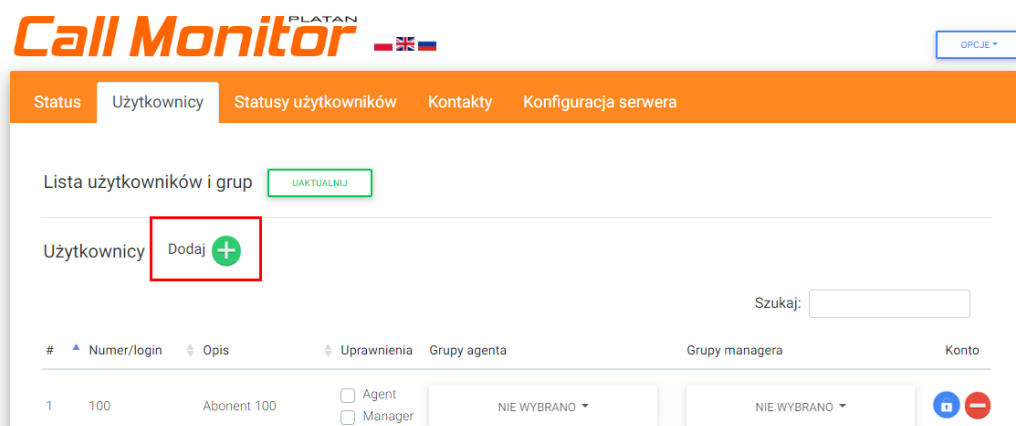 PLATAN
Call Monitor
OPCJE
Status Użytkownicy Statusy użytkowników Kontakty Konfiguracja serwera
Lista użytkowników i grup UAKTUALNIJ
Użytkownicy Dodaj
Szukaj:
# Numer/login Opis Uprawnienia Grupy agenta Grupy managera Konto
1 100 Abonent 100 Agent NIE WYBRANO NIE WYBRANO
Manager